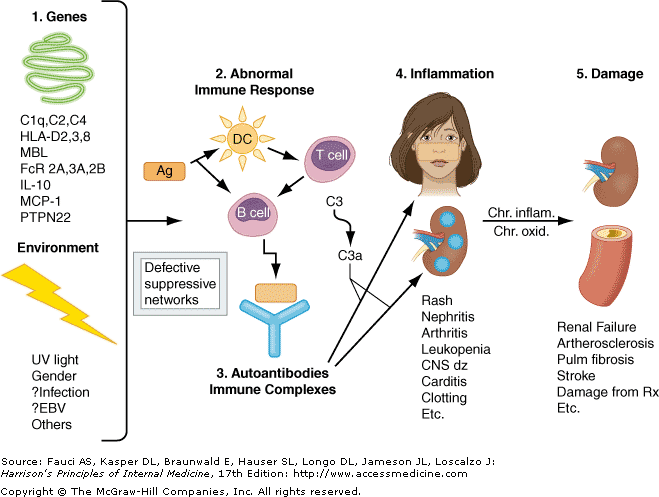 1. Genes
C1q,C2,C4
HLA-D2,3,8
MBL
FcR 2A,3A,2B
IL-10
MCP-1
PTPN22
Environment
UV light
Gender
?Infection
?EBV
Others
2. Abnormal
Immune Response
DC
Ag
T cell
B cell
C3
C3a
Defective
suppressive
networks
3. Autoantibodies
Immune Complexes
4. Inflammation
Rash
Nephritis
Arthritis
Leukopenia
CNS dz
Carditis
Clotting
Etc.
Chr. inflam.
Chr. oxid.
5. Damage
Renal Failure
Artherosclerosis
Pulm fibrosis
Stroke
Damage from Rx
Etc.
Source: Fauci AS, Kasper DL, Braunwald E, Hauser SL, Longo DL, Jameson JL, Loscalzo J:
Harrison's Principles of Internal Medicine, 17th Edition: http://www.accessmedicine.com
Copyright © The McGraw-Hill Companies, Inc. All rights reserved.